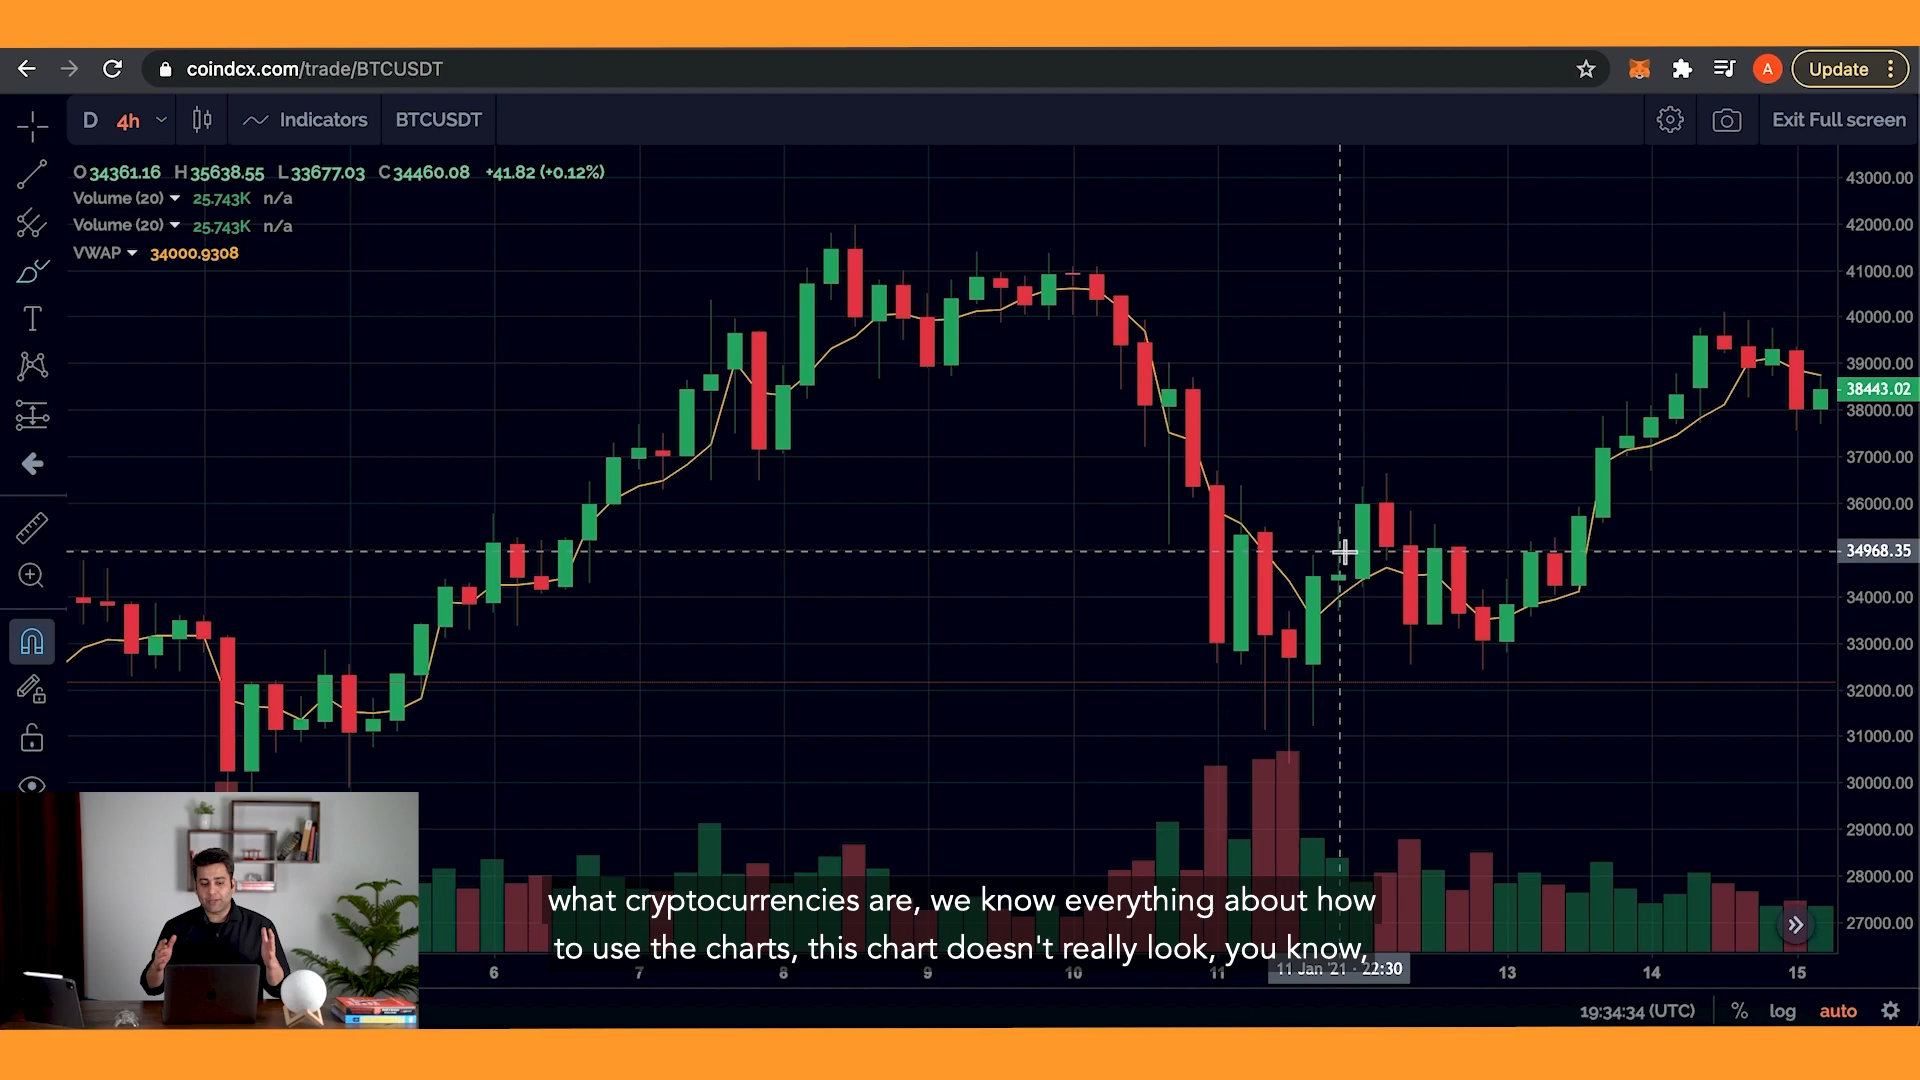 coindcx.com/trade/BTCUSDT
A
Update
D 4h Indicators BTCUSDT Exit Full screen
O34361.16 H35638.55 L33677.03 C34460.08 +41.82 (+0.12%)
Volume (20) 25.743K n/a
Volume (20) 25.743K n/a
VWAP 34000.9308
T
43000.00
42000.00
41000.00
40000.00
39000.00
38443.02
38000.00
37000.00
36000.00
34968.35
34000.00
33000.00
32000.00
31000.00
30000.00
29000.00
28000.00
27000.00
what cryptocurrencies are, we know everything about how
to use the charts, this chart doesn't really look, you know,
6 7 8 9 10 11 11 Jan '21 - 22:30 13 14 15
19:34:34 (UTC) % log auto